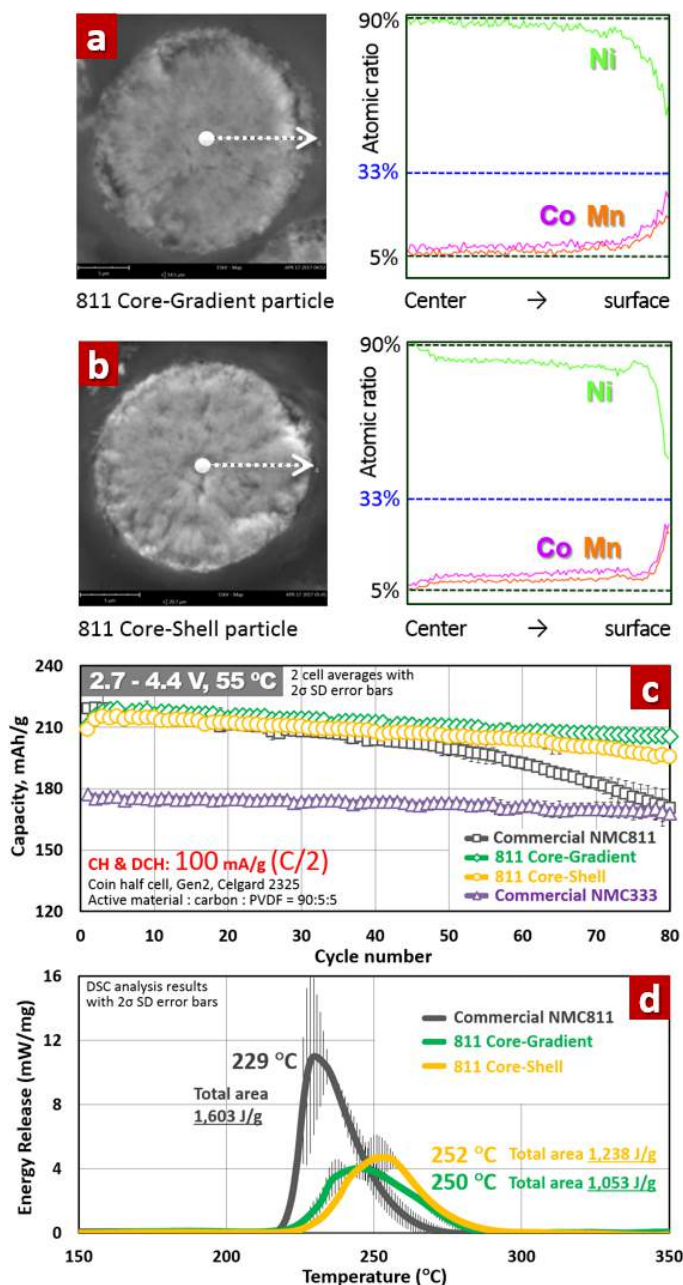 a
90%
Ni
Atomic ratio
33%
Co Mn
5%
811 Core-Gradient particle
Center → surface
b
90%
Ni
Atomic ratio
33%
Co Mn
5%
811 Core-Shell particle
Center → surface
c
2.7 - 4.4 V, 55 °C
2 cell averages with
2σ SD error bars
240
210
180
150
120
Capacity, mAh/g
CH & DCH: 100 mA/g (C/2)
Coin half cell, Gen2, Celgard 2325
Active material : carbon : PVDF = 90:5:5
Commercial NMC811
811 Core-Gradient
811 Core-Shell
Commercial NMC333
0 10 20 30 40 50 60 70 80
Cycle number
d
DSC analysis results
with 2σ SD error bars
16
12
8
4
0
Energy Release (mW/mg)
Commercial NMC811
811 Core-Gradient
811 Core-Shell
229 °C
Total area
1,603 J/g
252 °C Total area 1,238 J/g
250 °C Total area 1,053 J/g
150 200 250 300 350
Temperature (°C)